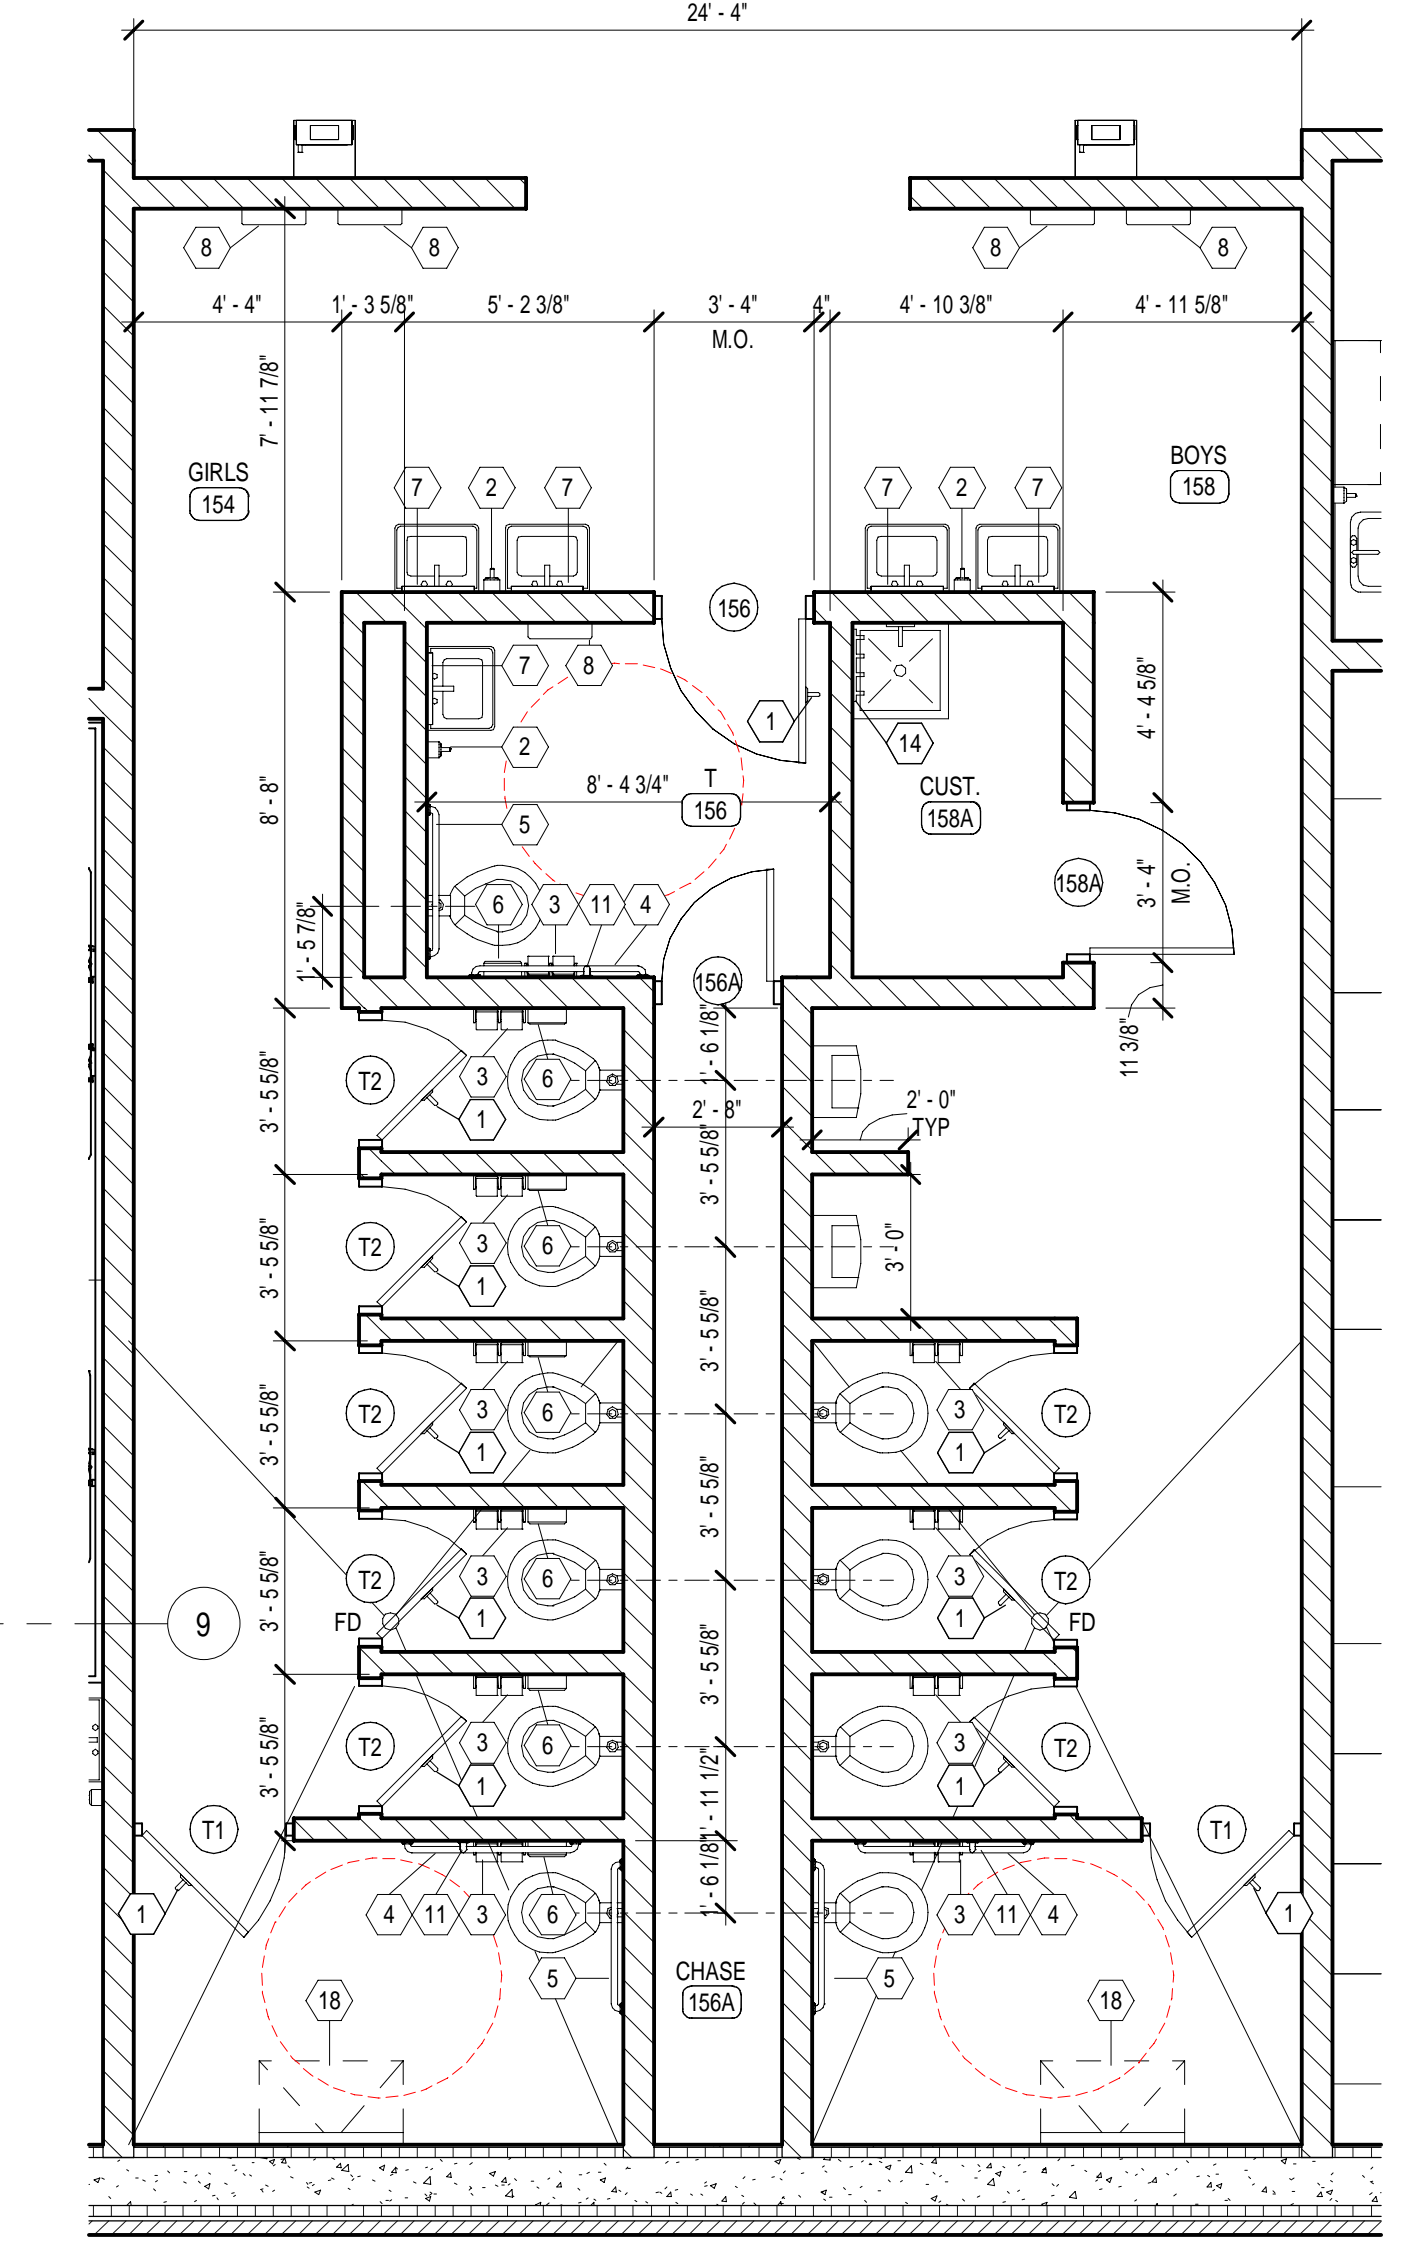 24' - 4"
8
8
8
8
4' - 4"
1' - 3 5/8"
5' - 2 3/8"
3' - 4"
4"
4' - 10 3/8"
4' - 11 5/8"
M.O.
7' - 11 7/8"
GIRLS
154
BOYS
158
7
2
7
7
2
7
156
7
8
1
14
2
4' - 4 5/8"
8' - 8"
8' - 4 3/4"
T
156
CUST.
158A
5
158A
3' - 4"
M.O.
6
3
11
4
1' - 5 7/8"
156A
11 3/8"
1' - 6 1/8"
3' - 5 5/8"
T2
3
6
1
2' - 8"
2' - 0"
TYP
3' - 5 5/8"
3' - 5 5/8"
T2
3
6
1
3' - 0"
3' - 5 5/8"
3' - 5 5/8"
T2
3
6
1
3
1
T2
3' - 5 5/8"
3' - 5 5/8"
T2
3
6
1
3
1
T2
FD
FD
9
3' - 5 5/8"
3' - 5 5/8"
T2
3
6
1
3
1
T2
1' - 11 1/2"
T1
T1
1' - 6 1/8"
1
4
11
3
6
3
11
4
1
5
CHASE
156A
5
18
18